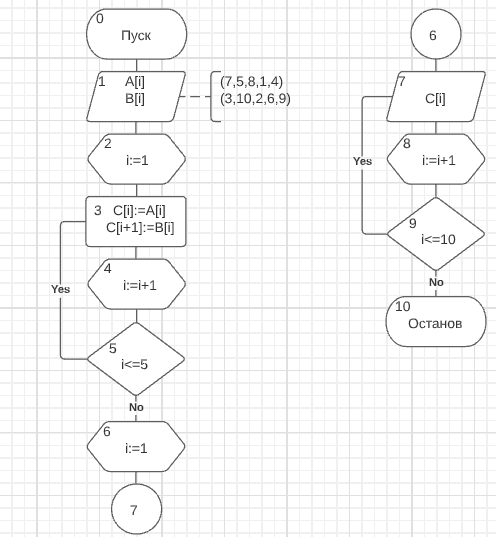 0
Пуск
1 A[i]
B[i]
(7,5,8,1,4)
(3,10,2,6,9)
2
i:=1
3 C[i]:=A[i]
C[i+1]:=B[i]
4
i:=i+1
Yes
5
i<=5
No
6
i:=1
7
6
7
C[i]
8
i:=i+1
Yes
9
i<=10
No
10
Останов